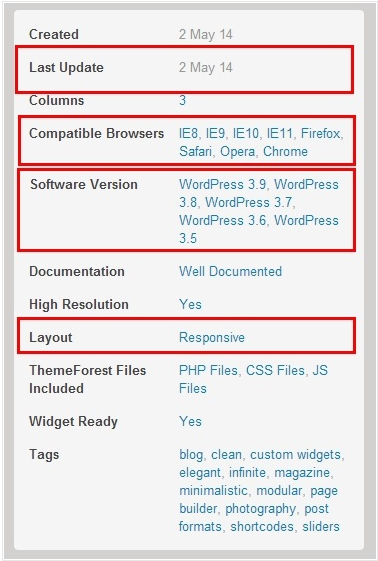 Created 2 May 14
Last Update 2 May 14
Columns 3
Compatible Browsers IE8, IE9, IE10, IE11, Firefox,
Safari, Opera, Chrome
Software Version WordPress 3.9, WordPress
3.8, WordPress 3.7,
WordPress 3.6, WordPress
3.5
Documentation Well Documented
High Resolution Yes
Layout Responsive
ThemeForest Files PHP Files, CSS Files, JS
Included Files
Widget Ready Yes
Tags blog, clean, custom widgets,
elegant, infinite, magazine,
minimalistic, modular, page
builder, photography, post
formats, shortcodes, sliders